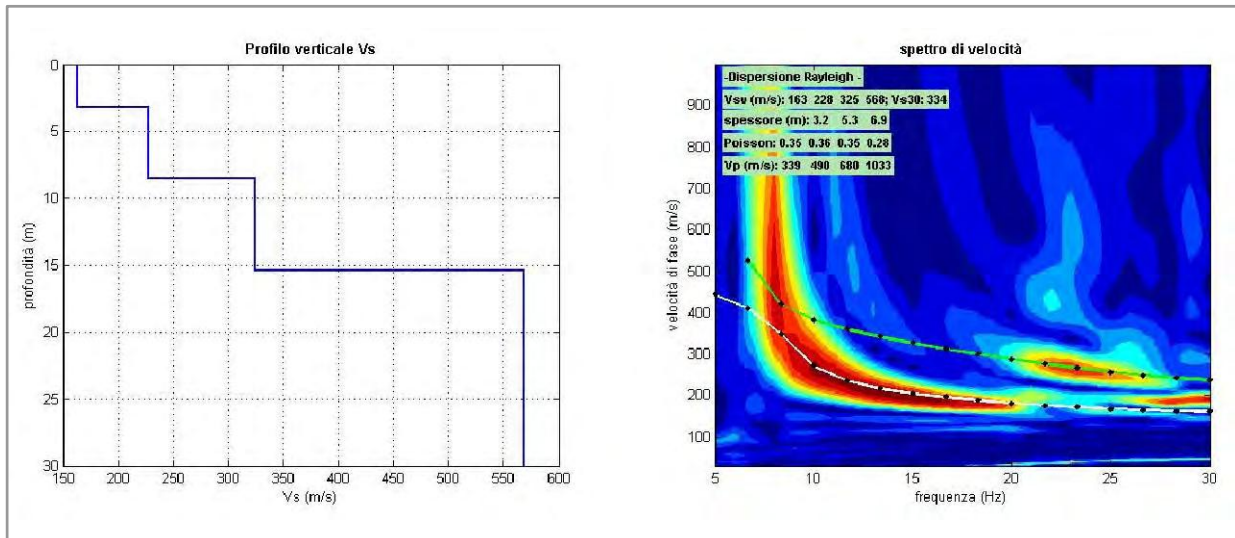 Profilo verticale Vs
0
5
10
15
20
25
30
profondità (m)
150 200 250 300 350 400 450 500 550 600
Vs (m/s)
spettro di velocità
-Dispersione Rayleigh -
Vsv (m/s): 163 228 325 568; Vs30: 334
spessore (m): 3.2 5.3 6.9
Poisson: 0.35 0.36 0.35 0.28
Vp (m/s): 339 490 680 1033
900
800
700
600
500
400
300
200
100
velocità di fase (m/s)
5 10 15 20 25 30
frequenza (Hz)